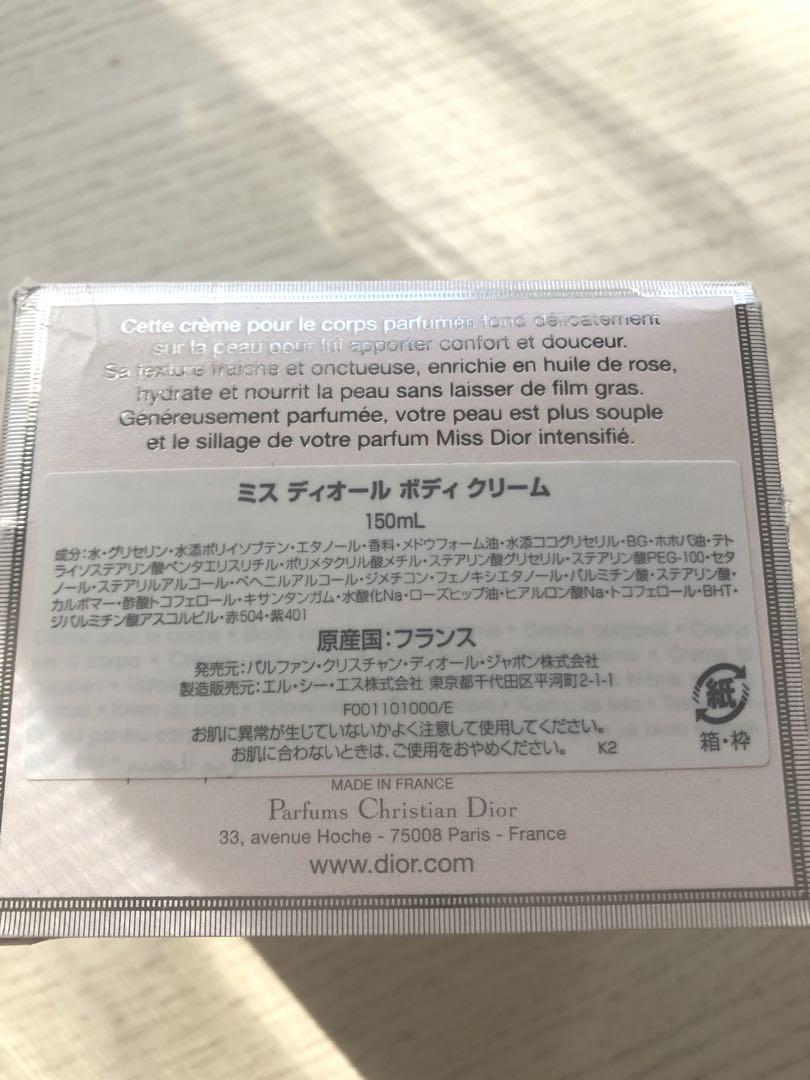 Cette crème pour le corps parfumée fond délicatement
sur la peau pour lui apporter confort et douceur.
Sa texture fraîche et onctueuse, enrichie en huile de rose,
hydrate et nourrit la peau sans laisser de film gras.
Généreusement parfumée, votre peau est plus souple
et le sillage de votre parfum Miss Dior intensifié.
ミス ディオール ボディ クリーム
150mL
成分:水・グリセリン・水添ポリイソブテン・エタノール・香料・メドウフォーム油・水添ココグリセリル・BG・ホホバ油・テト
ライソステアリン酸ペンタエリスリチル・ポリメタクリル酸メチル・ステアリン酸グリセリル・ステアリン酸PEG-100・セタ
ノール・ステアリルアルコール・ベヘニルアルコール・ジメチコン・フェノキシエタノール・パルミチン酸・ステアリン酸・
カルボマー・酢酸トコフェロール・キサンタンガム・水酸化Na・ローズヒップ油・ヒアルロン酸Na・トコフェロール・BHT・
ジパルミチン酸アスコルビル・赤504・紫401
原産国:フランス
発売元:パルファン・クリスチャン・ディオール・ジャポン株式会社
製造販売元:エル・シー・エス株式会社 東京都千代田区平河町2-1-1
F001101000/E
お肌に異常が生じていないかよく注意して使用してください。
お肌に合わないときは、ご使用をおやめください。 K2
紙
箱・枠
MADE IN FRANCE
Parfums Christian Dior
33, avenue Hoche - 75008 Paris - France
www.dior.com